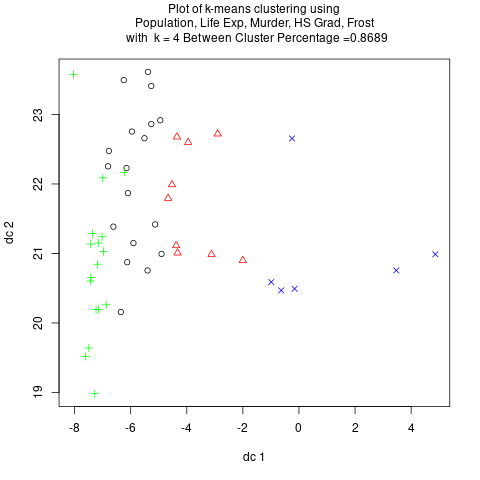 Plot of k-means clustering using
Population, Life Exp, Murder, HS Grad, Frost
with k = 4 Between Cluster Percentage =0.8689
23
22
21
20
19
dc 2
-8 -6 -4 -2 0 2 4
dc 1